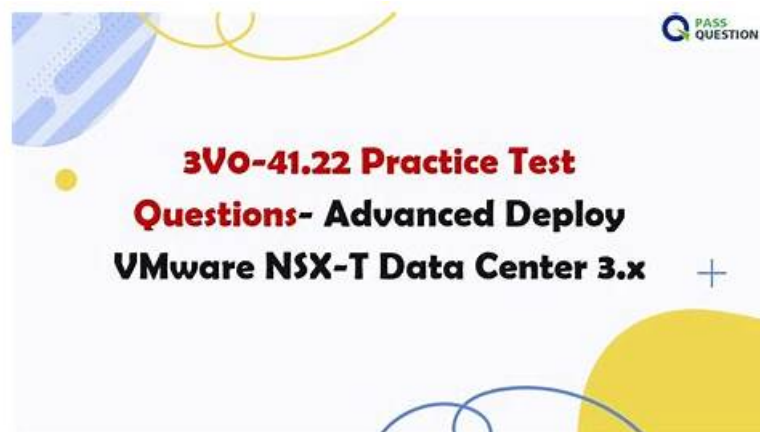 PASS
QUESTION
3V0-41.22 Practice Test
Questions- Advanced Deploy
VMware NSX-T Data Center 3.x